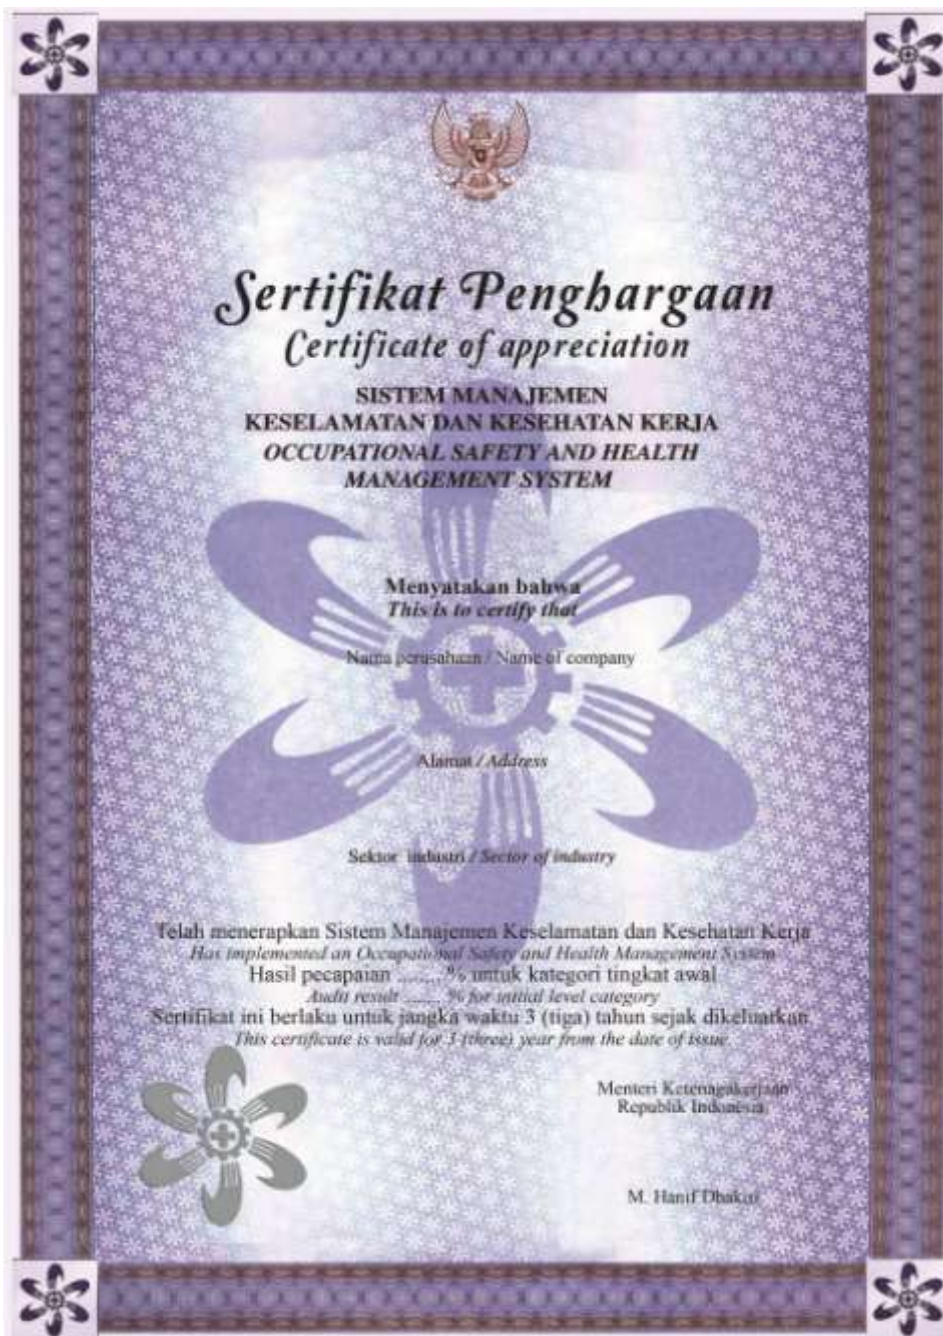 Sertifikat Penghargaan
Certificate of appreciation
SISTEM MANAJEMEN
KESELAMATAN DAN KESEHATAN KERJA
OCCUPATIONAL SAFETY AND HEALTH
MANAGEMENT SYSTEM
Menyatakan bahwa
This is to certify that
Nama perusahaan / Name of company
Alamat / Address
Sektor industri / Sector of industry
Telah menerapkan Sistem Manajemen Keselamatan dan Kesehatan Kerja
Has implemented an Occupational Safety and Health Management System
Hasil pecapaian ........ % untuk kategori tingkat awal
Audit result ........ % for initial level category
Sertifikat ini berlaku untuk jangka waktu 3 (tiga) tahun sejak dikeluarkan
This certificate is valid for 3 (three) year from the date of issue.
Menteri Ketenagakerjaan
Republik Indonesia,
M. Hanif Dhakiri